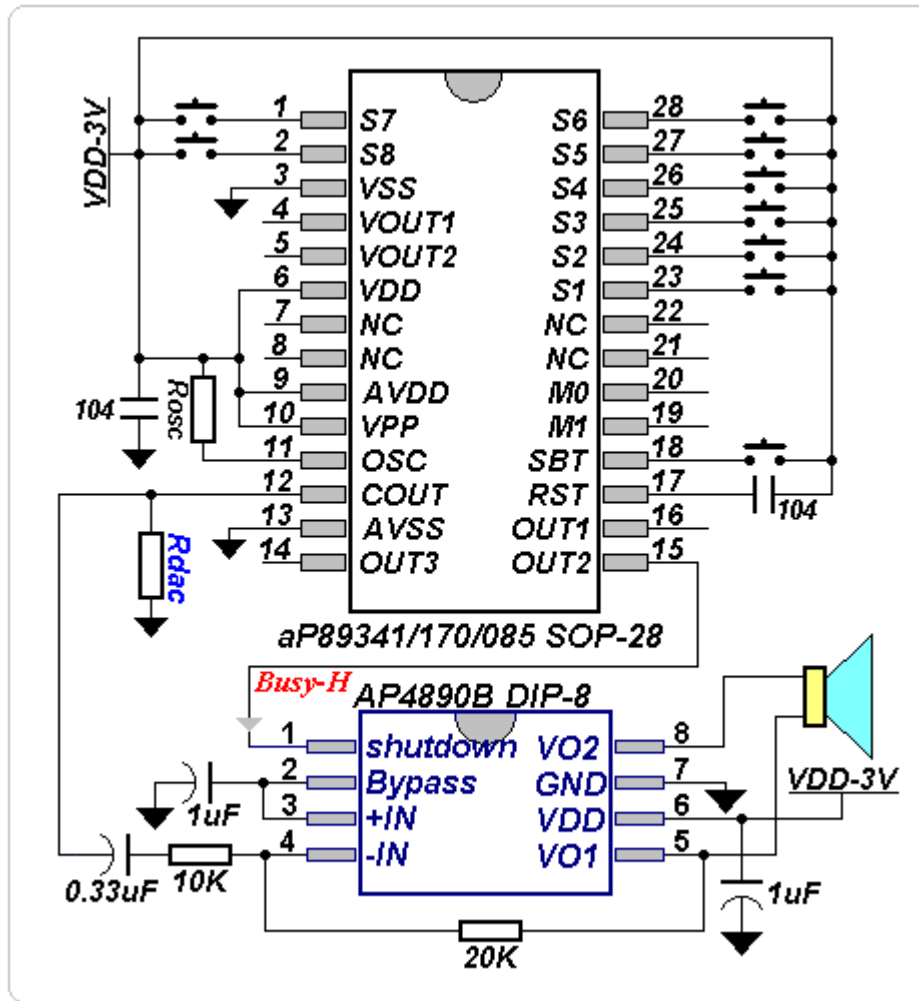 VDD-3V
1 S7 S6 28
2 S8 S5 27
3 VSS S4 26
4 VOUT1 S3 25
5 VOUT2 S2 24
6 VDD S1 23
7 NC NC 22
8 NC NC 21
9 AVDD M0 20
10 VPP M1 19
11 OSC SBT 18
12 COUT RST 17
13 AVSS OUT1 16
14 OUT3 OUT2 15
104
Rosc
104
Rdac
aP89341/170/085 SOP-28
Busy-H
AP4890B DIP-8
1 shutdown VO2 8
2 Bypass GND 7
3 +IN VDD 6
4 -IN VO1 5
VDD-3V
1uF
0.33uF
10K
1uF
20K